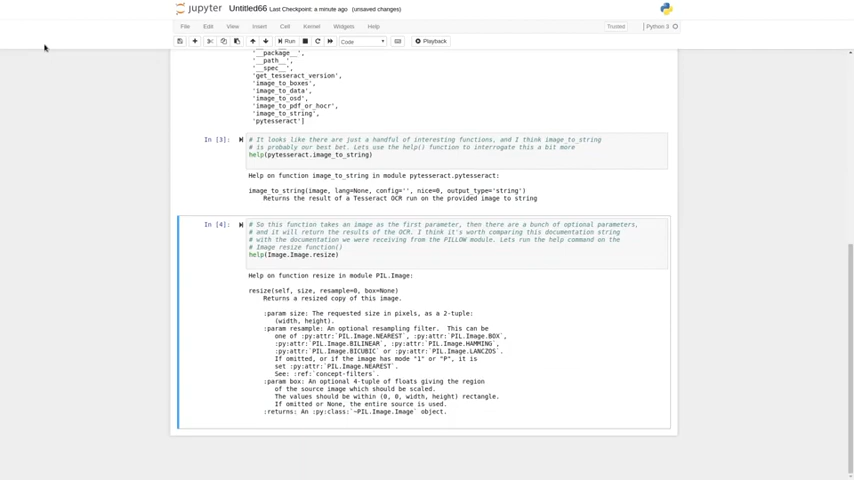 jupyter Untitled66 Last Checkpoint: a minute ago (unsaved changes)
File Edit View Insert Cell Kernel Widgets Help Trusted Python 3
Run Code Playback
'__package__',
'__path__',
'__spec__',
'get_tesseract_version',
'image_to_boxes',
'image_to_data',
'image_to_osd',
'image_to_pdf_or_hocr',
'image_to_string',
'pytesseract']
In [3]: # It looks like there are just a handful of interesting functions, and I think image_to_string
# is probably our best bet. Lets use the help() function to interrogate this a bit more
help(pytesseract.image_to_string)
Help on function image_to_string in module pytesseract.pytesseract:
image_to_string(image, lang=None, config='', nice=0, output_type='string')
Returns the result of a Tesseract OCR run on the provided image to string
In [4]: # So this function takes an image as the first parameter, then there are a bunch of optional parameters,
# and it will return the results of the OCR. I think it's worth comparing this documentation string
# with the documentation we were receiving from the PILLOW module. Lets run the help command on the
# Image resize function()
help(Image.Image.resize)
Help on function resize in module PIL.Image:
resize(self, size, resample=0, box=None)
Returns a resized copy of this image.
:param size: The requested size in pixels, as a 2-tuple:
(width, height).
:param resample: An optional resampling filter. This can be
one of :py:attr:`PIL.Image.NEAREST`, :py:attr:`PIL.Image.BOX`,
:py:attr:`PIL.Image.BILINEAR`, :py:attr:`PIL.Image.HAMMING`,
:py:attr:`PIL.Image.BICUBIC` or :py:attr:`PIL.Image.LANCZOS`.
If omitted, or if the image has mode "1" or "P", it is
set :py:attr:`PIL.Image.NEAREST`.
See: :ref:`concept-filters`.
:param box: An optional 4-tuple of floats giving the region
of the source image which should be scaled.
The values should be within (0, 0, width, height) rectangle.
If omitted or None, the entire source is used.
:returns: An :py:class:`~PIL.Image.Image` object.